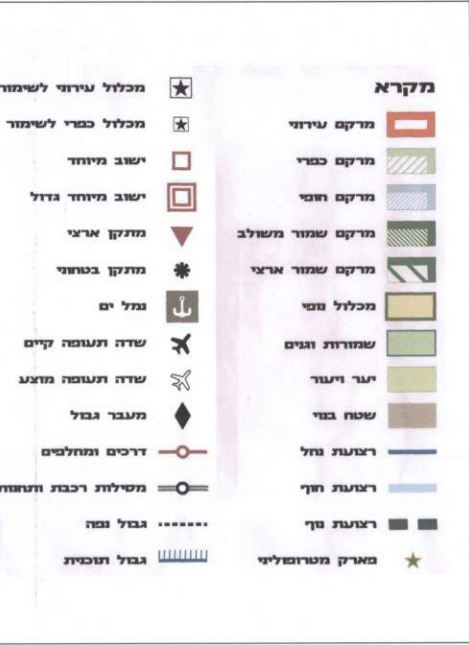 מקרא
מרקם עירוני
מרקם כפרי
מרקם חופי
מרקם שמור משולב
מרקם שמור ארצי
מכלול נופי
שמורות וגנים
יער ויעור
שטח בנוי
רצועת נחל
רצועת חוף
רצועת נוף
פארק מטרופוליני
מכלול עירוני לשימור
מכלול כפרי לשימור
ישוב מיוחד
ישוב מיוחד גדול
מתקן ארצי
מתקן בטחוני
נמל ים
שדה תעופה קיים
שדה תעופה מוצע
מעבר גבול
דרכים ומחלפים
מסילות רכבת ותחנות
גבול נפה
גבול תוכנית